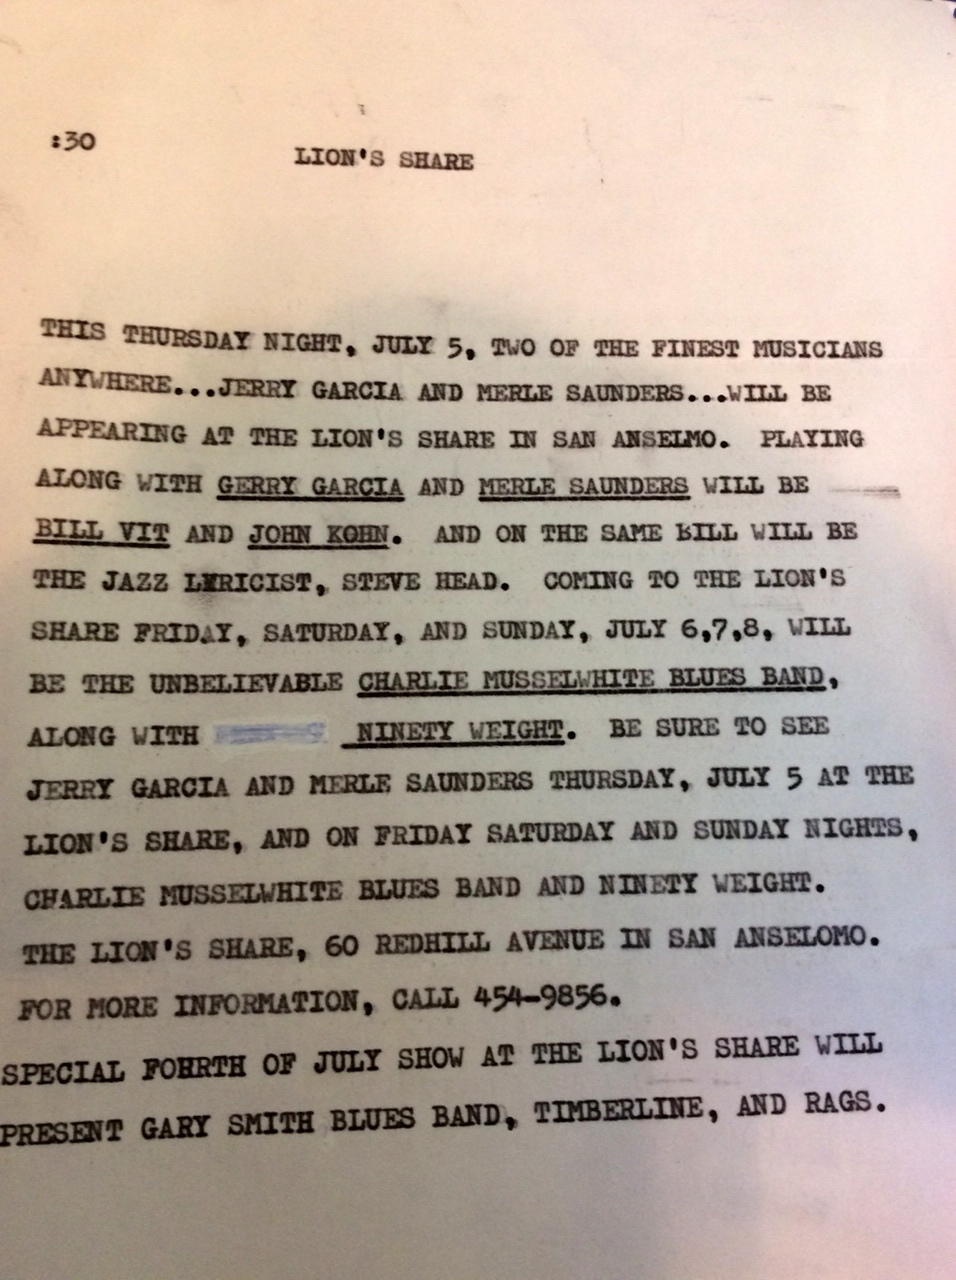 :30
LION'S SHARE
THIS THURSDAY NIGHT, JULY 5, TWO OF THE FINEST MUSICIANS
ANYWHERE...JERRY GARCIA AND MERLE SAUNDERS...WILL BE
APPEARING AT THE LION'S SHARE IN SAN ANSELMO. PLAYING
ALONG WITH GERRY GARCIA AND MERLE SAUNDERS WILL BE
BILL VIT AND JOHN KOHN. AND ON THE SAME BILL WILL BE
THE JAZZ LYRICIST, STEVE HEAD. COMING TO THE LION'S
SHARE FRIDAY, SATURDAY, AND SUNDAY, JULY 6,7,8, WILL
BE THE UNBELIEVABLE CHARLIE MUSSELWHITE BLUES BAND,
ALONG WITH NINETY WEIGHT. BE SURE TO SEE
JERRY GARCIA AND MERLE SAUNDERS THURSDAY, JULY 5 AT THE
LION'S SHARE, AND ON FRIDAY SATURDAY AND SUNDAY NIGHTS,
CHARLIE MUSSELWHITE BLUES BAND AND NINETY WEIGHT.
THE LION'S SHARE, 60 REDHILL AVENUE IN SAN ANSELOMO.
FOR MORE INFORMATION, CALL 454-9856.
SPECIAL FOHRTH OF JULY SHOW AT THE LION'S SHARE WILL
PRESENT GARY SMITH BLUES BAND, TIMBERLINE, AND RAGS.